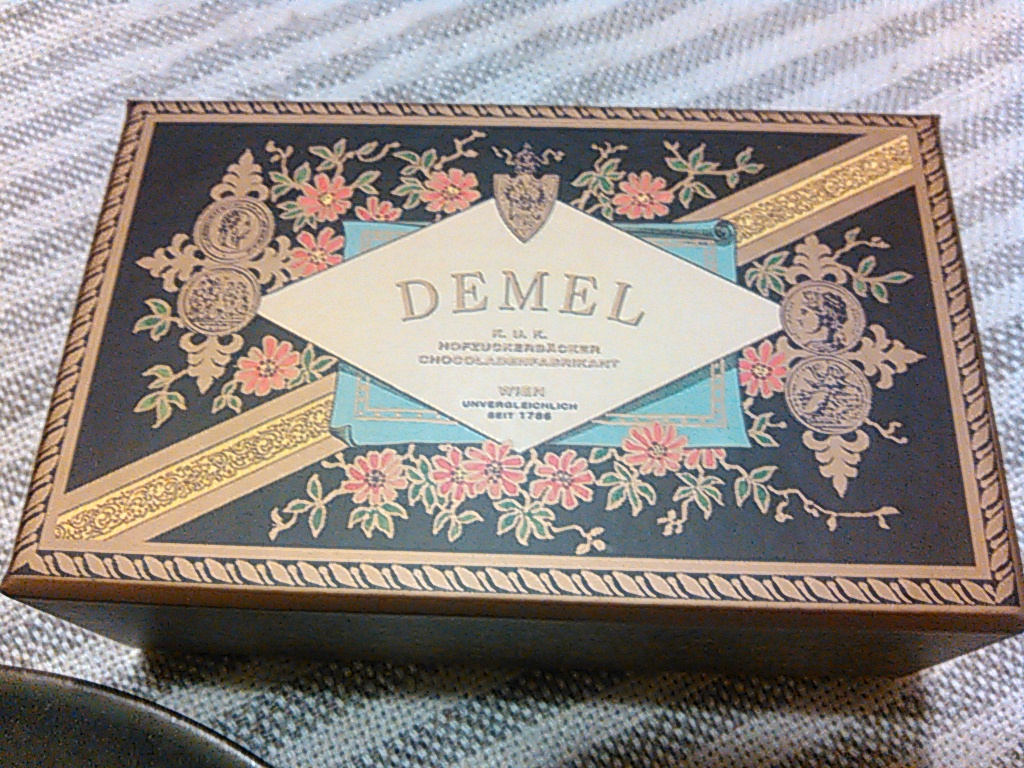 DEMEL
K. U. K.
HOFZUCKERBÄCKER
CHOCOLADENFABRIKANT
WIEN
UNVERGLEICHLICH
SEIT 1786